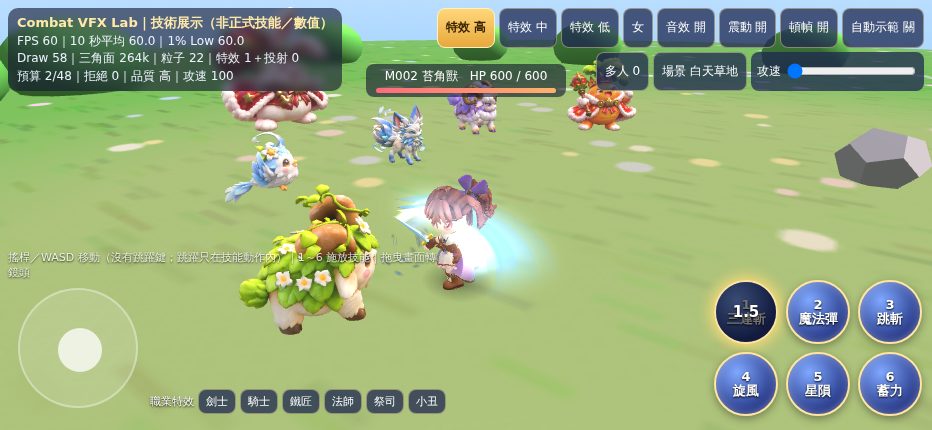 Combat VFX Lab｜技術展示（非正式技能／數值）
FPS 60｜10 秒平均 60.0｜1% Low 60.0
Draw 58｜三角面 264k｜粒子 22｜特效 1＋投射 0
預算 2/48｜拒絕 0｜品質 高｜攻速 100
特效 高
特效 中
特效 低
女
音效 開
震動 開
頓幀 開
自動示範 關
多人 0
場景 白天草地
攻速
M002 苔角獸 HP 600 / 600
搖桿／WASD 移動（沒有跳躍鍵；跳躍只在技能動作內）｜1～6 施放技能｜拖曳畫面轉
鏡頭
1
1.5
三連斬
2
魔法彈
3
跳斬
4
旋風
5
星隕
6
蓄力
職業特效
劍士
騎士
鐵匠
法師
祭司
小丑